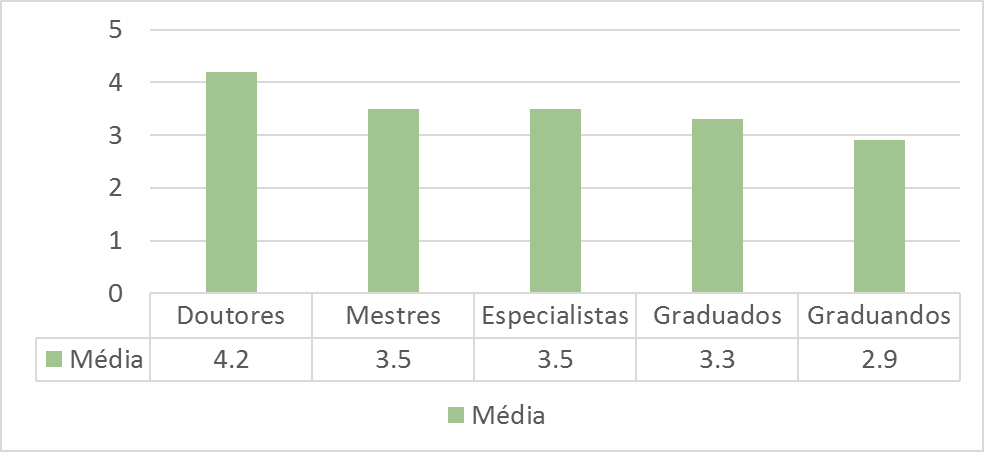 5
4
3
2
1
0
Doutores Mestres Especialistas Graduados Graduandos
Média 4.2 3.5 3.5 3.3 2.9
Média